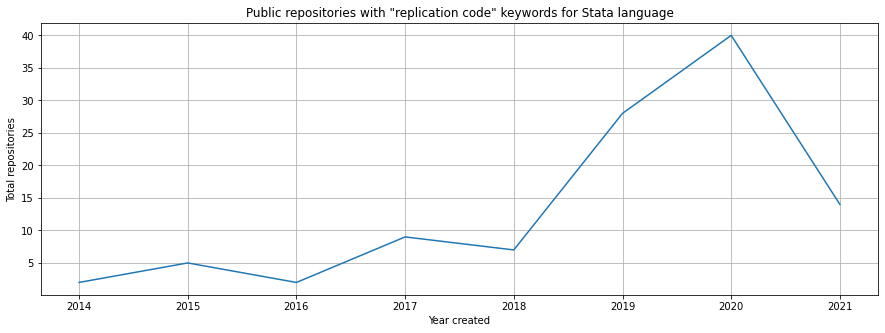 Public repositories with "replication code" keywords for Stata language
Total repositories
40
35
30
25
20
15
10
5
2014 2015 2016 2017 2018 2019 2020 2021
Year created